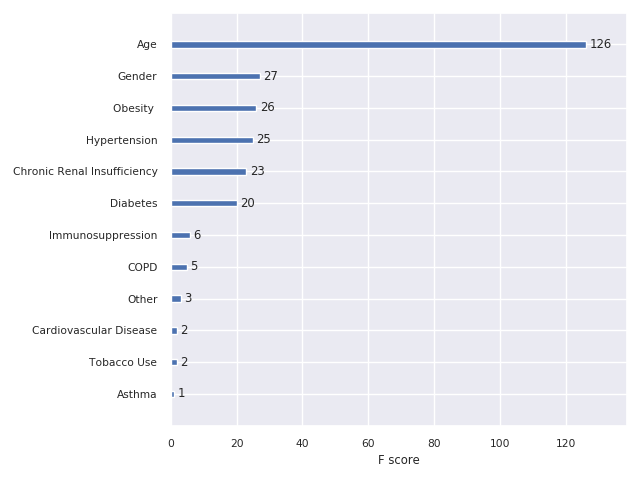 Age 126
Gender 27
Obesity 26
Hypertension 25
Chronic Renal Insufficiency 23
Diabetes 20
Immunosuppression 6
COPD 5
Other 3
Cardiovascular Disease 2
Tobacco Use 2
Asthma 1
0 20 40 60 80 100 120
F score